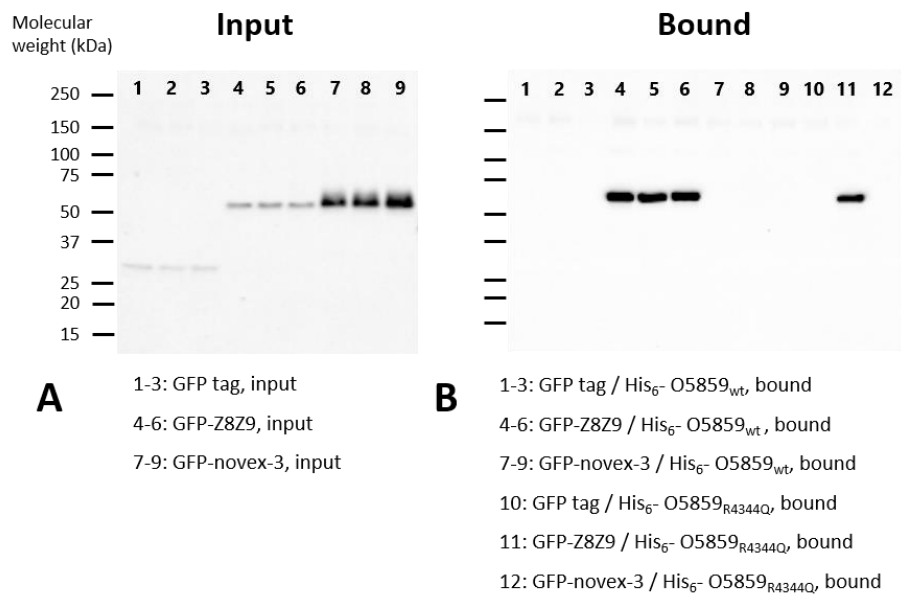 Molecular
weight (kDa)
Input
Bound
1 2 3 4 5 6 7 8 9
1 2 3 4 5 6 7 8 9 10 11 12
250
150
100
75
50
37
25
20
15
A
1-3: GFP tag, input
4-6: GFP-Z8Z9, input
7-9: GFP-novex-3, input
B
1-3: GFP tag / His₆- O5859wt, bound
4-6: GFP-Z8Z9 / His₆- O5859wt , bound
7-9: GFP-novex-3 / His₆- O5859wt, bound
10: GFP tag / His₆- O5859R4344Q, bound
11: GFP-Z8Z9 / His₆- O5859R4344Q, bound
12: GFP-novex-3 / His₆- O5859R4344Q, bound